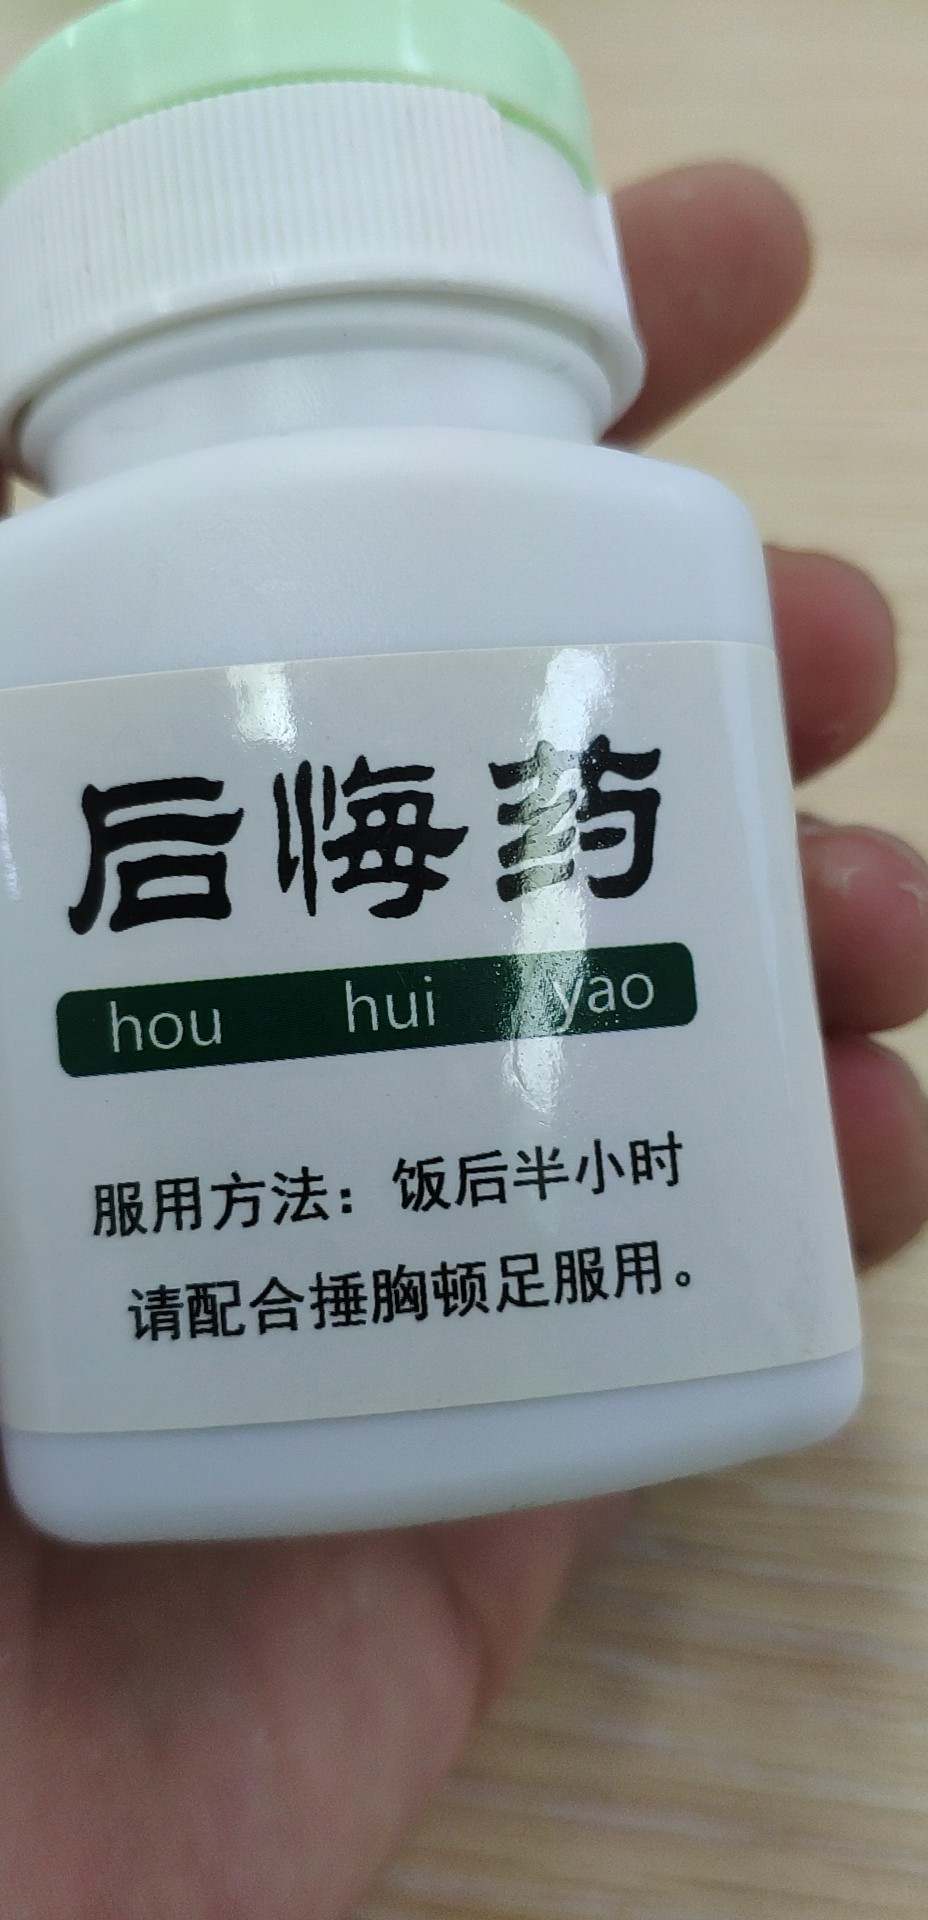 后悔药
hou hui yao
服用方法：饭后半小时
请配合捶胸顿足服用。